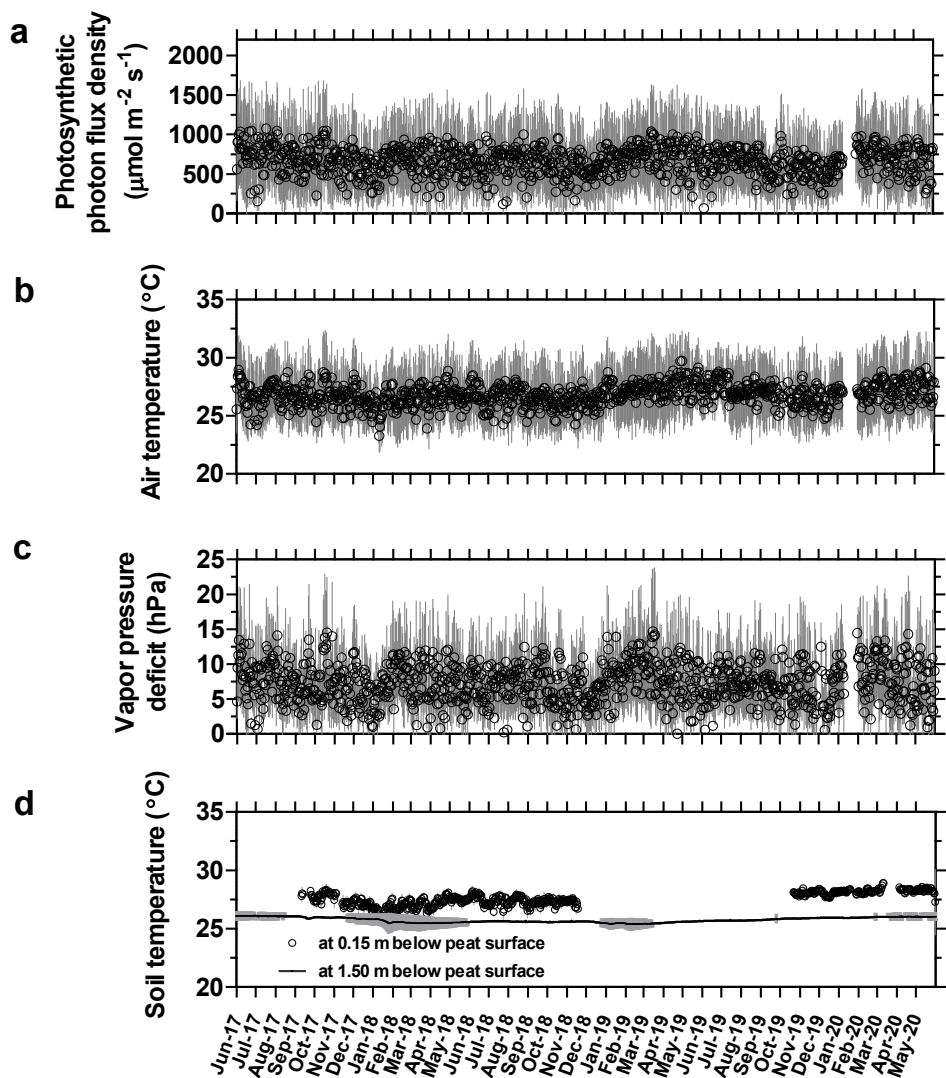 a
Photosynthetic
photon flux density
(μmol m⁻² s⁻¹)
2000
1500
1000
500
0
b
Air temperature (°C)
35
30
25
20
c
Vapor pressure
deficit (hPa)
25
20
15
10
5
0
d
Soil temperature (°C)
35
30
25
20
at 0.15 m below peat surface
at 1.50 m below peat surface
Jun-17
Jul-17
Aug-17
Sep-17
Oct-17
Nov-17
Dec-17
Jan-18
Feb-18
Mar-18
Apr-18
May-18
Jun-18
Jul-18
Aug-18
Sep-18
Oct-18
Nov-18
Dec-18
Jan-19
Feb-19
Mar-19
Apr-19
May-19
Jun-19
Jul-19
Aug-19
Sep-19
Oct-19
Nov-19
Dec-19
Jan-20
Feb-20
Mar-20
Apr-20
May-20